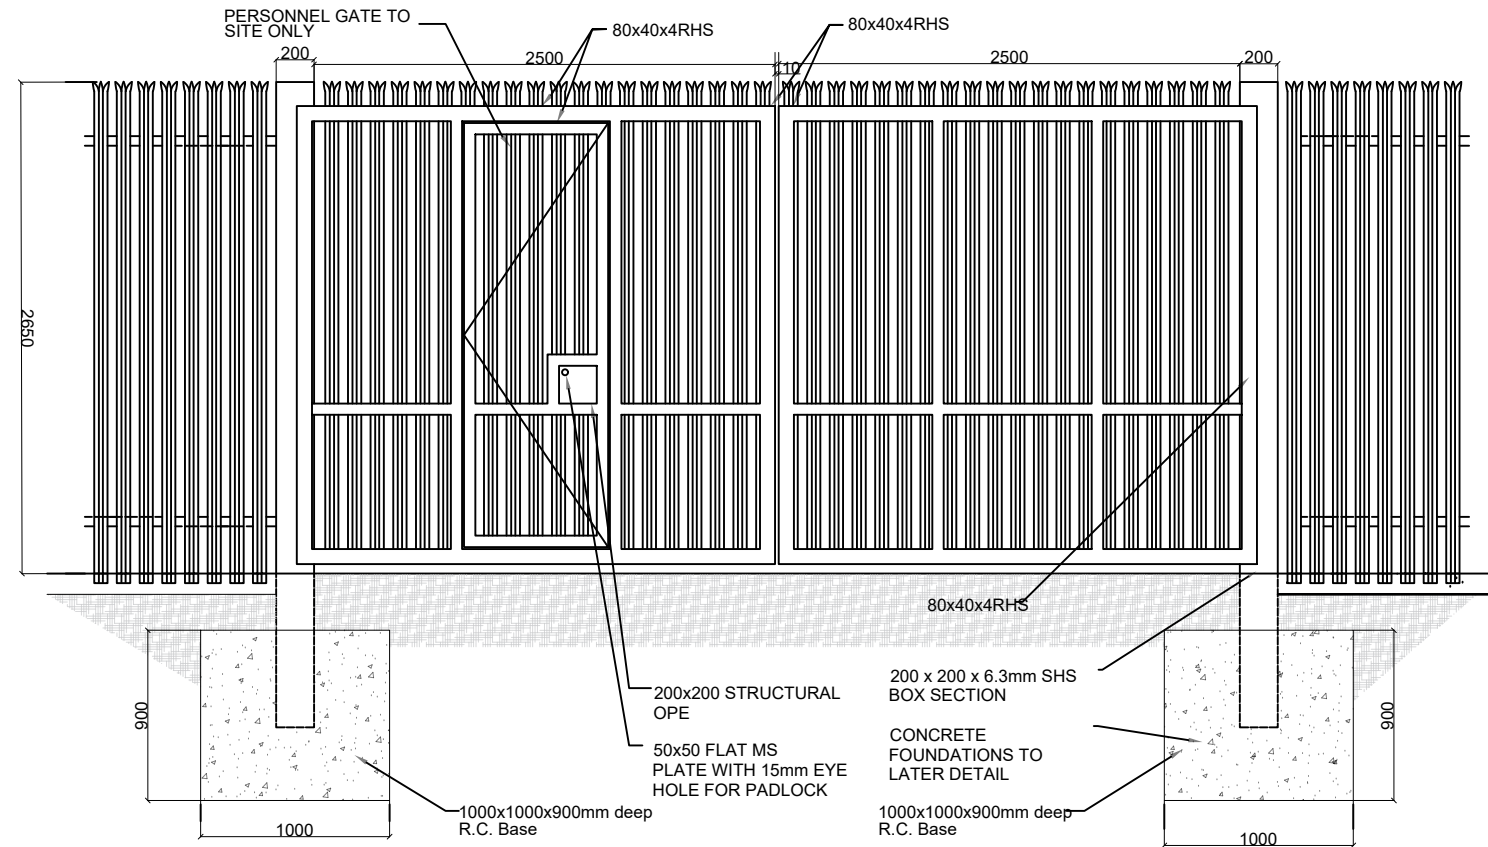 PERSONNEL GATE TO
SITE ONLY
80x40x4RHS
80x40x4RHS
200
2500
10
2500
200
2650
80x40x4RHS
200x200 STRUCTURAL
OPE
50x50 FLAT MS
PLATE WITH 15mm EYE
HOLE FOR PADLOCK
200 x 200 x 6.3mm SHS
BOX SECTION
CONCRETE
FOUNDATIONS TO
LATER DETAIL
900
900
1000x1000x900mm deep
R.C. Base
1000x1000x900mm deep
R.C. Base
1000
1000